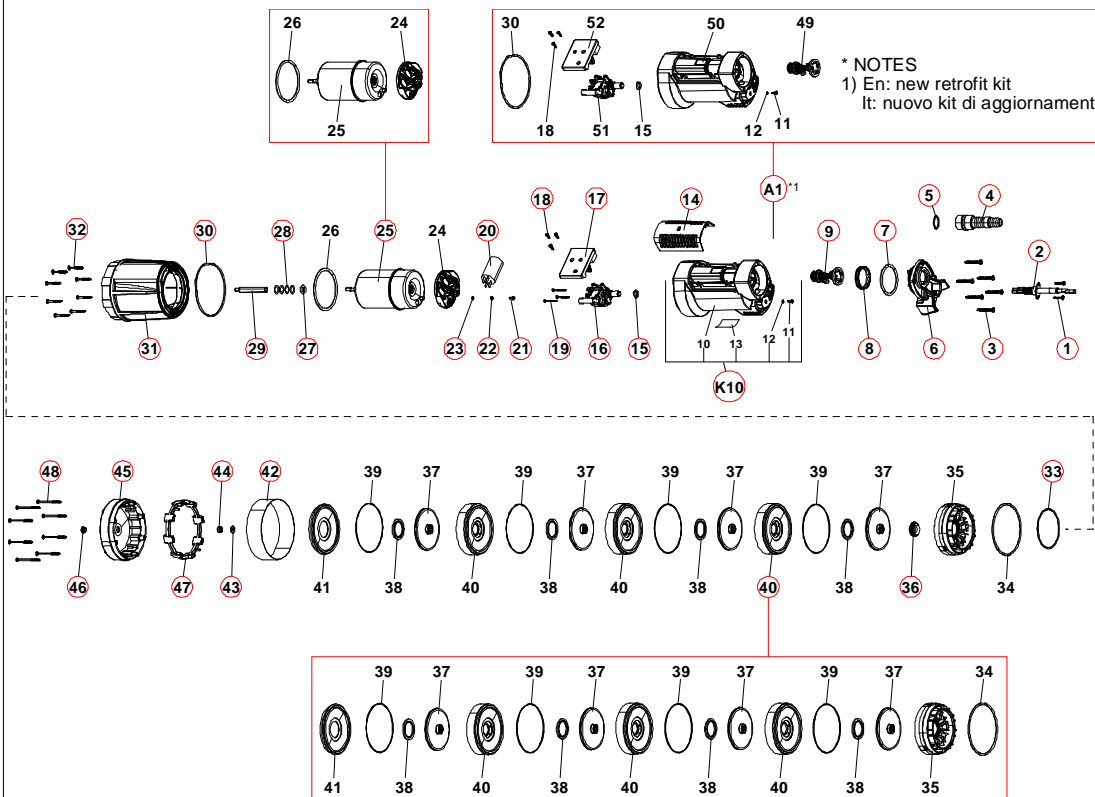 26 24
25
30 52 50 49
18 51 15 12 11
* NOTES
1) En: new retrofit kit
It: nuovo kit di aggiornament
A1 *1
32 30 28 26 25 24 20 18 17 14 9 7 5 4 2
31 29 27 23 22 21 19 16 15 10 13 12 11 8 6 3 1
K10
48 45 44 42 39 37 39 37 39 37 39 37 35 33
46 47 43 41 38 40 38 40 38 40 38 36 34
39 37 39 37 39 37 39 37 34
41 38 40 38 40 38 40 38 35